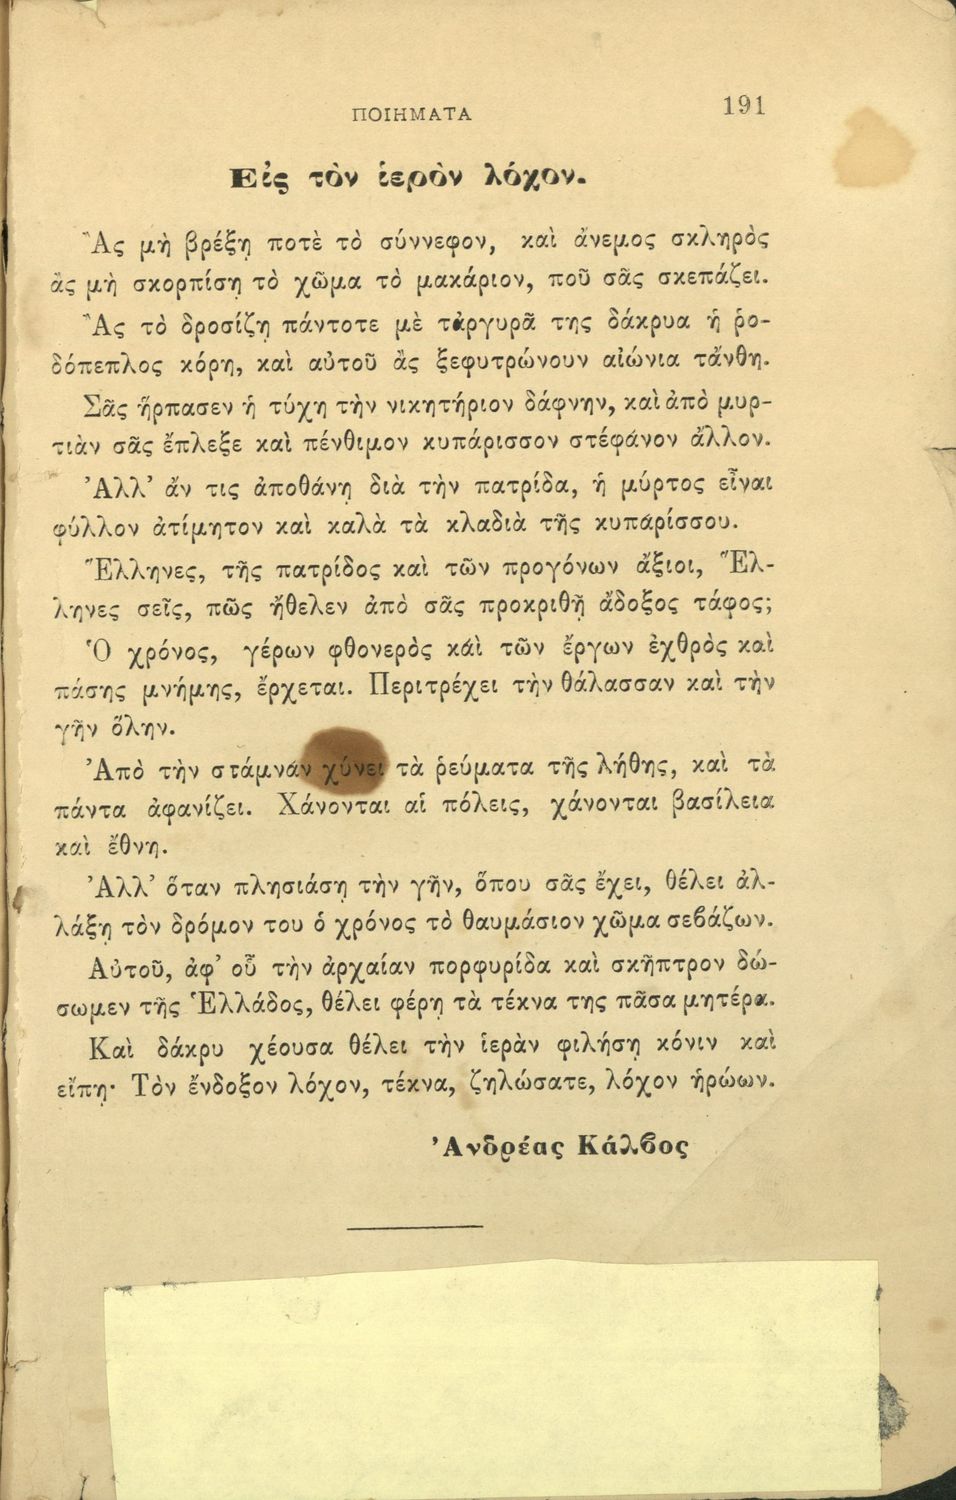 ΠΟΙΗΜΑΤΑ 191
Εἰς τὸν ἱερὸν λόχον.
Ἂς μὴ βρέξῃ ποτὲ τὸ σύννεφον, καὶ ἄνεμος σκληρὸς
ἂς μὴ σκορπίσῃ τὸ χῶμα τὸ μακάριον, ποῦ σᾶς σκεπάζει.
Ἂς τὸ δροσίζῃ πάντοτε μὲ τἀργυρᾶ της δάκρυα ἡ ῥο-
δόπεπλος κόρη, καὶ αὐτοῦ ἂς ξεφυτρώνουν αἰώνια τἄνθη.
Σᾶς ἥρπασεν ἡ τύχη τὴν νικητήριον δάφνην, καὶ ἀπὸ μυρ-
τιὰν σᾶς ἔπλεξε καὶ πένθιμον κυπάρισσον στέφανον ἄλλον.
Ἀλλ’ ἄν τις ἀποθάνῃ διὰ τὴν πατρίδα, ἡ μύρτος εἶναι
φύλλον ἀτίμητον καὶ καλὰ τὰ κλαδιὰ τῆς κυπαρίσσου.
Ἕλληνες, τῆς πατρίδος καὶ τῶν προγόνων ἄξιοι, Ἕλ-
ληνες σεῖς, πῶς ἤθελεν ἀπὸ σᾶς προκριθῆ ἄδοξος τάφος;
Ὁ χρόνος, γέρων φθονερὸς καὶ τῶν ἔργων ἐχθρὸς καὶ
πάσης μνήμης, ἔρχεται. Περιτρέχει τὴν θάλασσαν καὶ τὴν
γῆν ὅλην.
Ἀπὸ τὴν στάμναν χύνει τὰ ῥεύματα τῆς λήθης, καὶ τὰ
πάντα ἀφανίζει. Χάνονται αἱ πόλεις, χάνονται βασίλεια
καὶ ἔθνη.
Ἀλλ’ ὅταν πλησιάσῃ τὴν γῆν, ὅπου σᾶς ἔχει, θέλει ἀλ-
λάξῃ τὸν δρόμον του ὁ χρόνος τὸ θαυμάσιον χῶμα σεβάζων.
Αὐτοῦ, ἀφ’ οὗ τὴν ἀρχαίαν πορφυρίδα καὶ σκῆπτρον δώ-
σωμεν τῆς Ἑλλάδος, θέλει φέρῃ τὰ τέκνα της πᾶσα μητέρα.
Καὶ δάκρυ χέουσα θέλει τὴν ἱερὰν φιλήσῃ κόνιν καὶ
εἴπῃ· Τὸν ἔνδοξον λόχον, τέκνα, ζηλώσατε, λόχον ἡρώων.
Ἀνδρέας Κάλβος